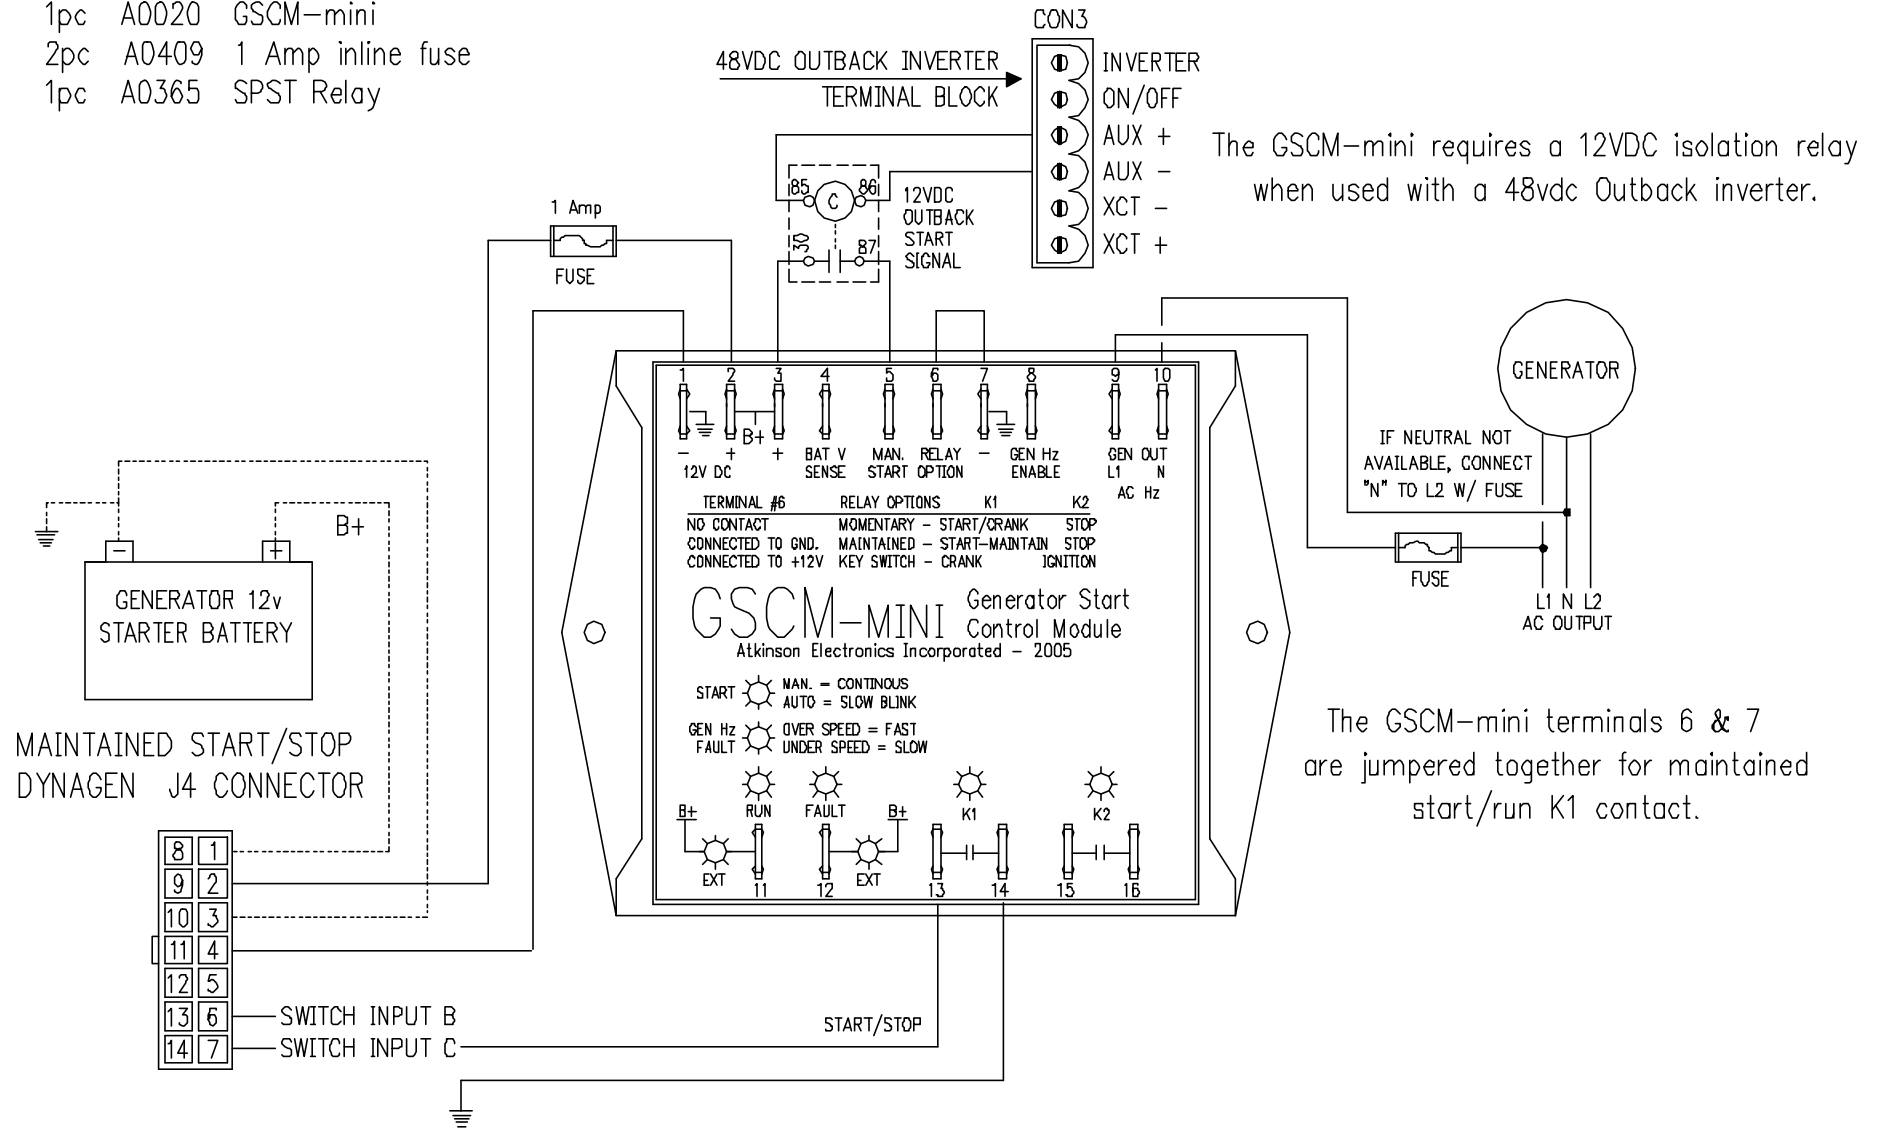 1pc A0020 GSCM-mini
2pc A0409 1 Amp inline fuse
1pc A0365 SPST Relay
CON3
48VDC OUTBACK INVERTER
TERMINAL BLOCK
INVERTER
ON/OFF
AUX +
AUX -
XCT -
XCT +
The GSCM-mini requires a 12VDC isolation relay
when used with a 48vdc Outback inverter.
85 C 86
30 87
12VDC
OUTBACK
START
SIGNAL
1 Amp
FUSE
GENERATOR
IF NEUTRAL NOT
AVAILABLE, CONNECT
"N" TO L2 W/ FUSE
FUSE
L1 N L2
AC OUTPUT
1 2 3 4 5 6 7 8 9 10
B+
- + + BAT V MAN. RELAY - GEN Hz GEN OUT
12V DC SENSE START OPTION ENABLE L1 N
AC Hz
TERMINAL #6 RELAY OPTIONS K1 K2
NO CONTACT MOMENTARY - START/CRANK STOP
CONNECTED TO GND. MAINTAINED - START-MAINTAIN STOP
CONNECTED TO +12V KEY SWITCH - CRANK IGNITION
GSCM-MINI
Generator Start
Control Module
Atkinson Electronics Incorporated - 2005
START MAN. = CONTINOUS
AUTO = SLOW BLINK
GEN Hz OVER SPEED = FAST
FAULT UNDER SPEED = SLOW
B+ RUN FAULT B+ K1 K2
EXT 11 12 EXT 13 14 15 16
B+
- +
GENERATOR 12v
STARTER BATTERY
MAINTAINED START/STOP
DYNAGEN J4 CONNECTOR
8 1
9 2
10 3
11 4
12 5
13 6 SWITCH INPUT B
14 7 SWITCH INPUT C
START/STOP
The GSCM-mini terminals 6 & 7
are jumpered together for maintained
start/run K1 contact.